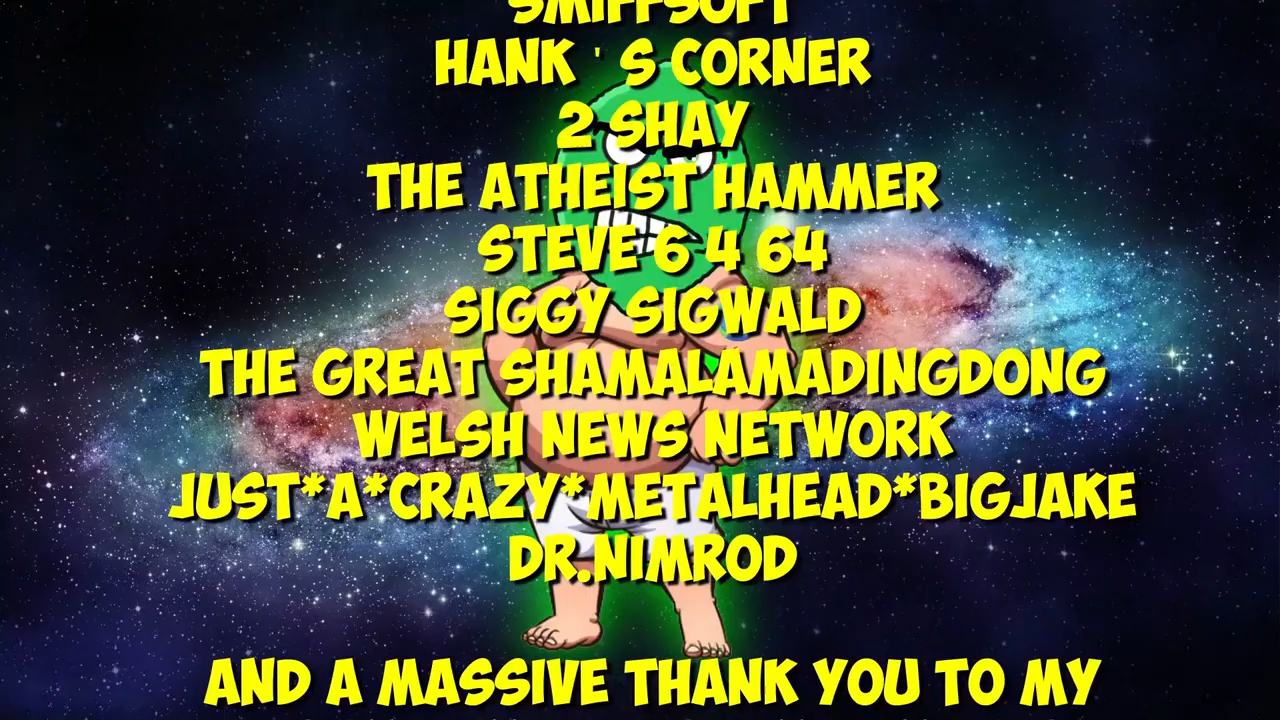 SMIFFSOFT
HANK ' S CORNER
2 SHAY
THE ATHEIST HAMMER
STEVE 6 4 64
SIGGY SIGWALD
THE GREAT SHAMALAMADINGDONG
WELSH NEWS NETWORK
JUST*A*CRAZY*METALHEAD*BIGJAKE
DR.NIMROD
AND A MASSIVE THANK YOU TO MY